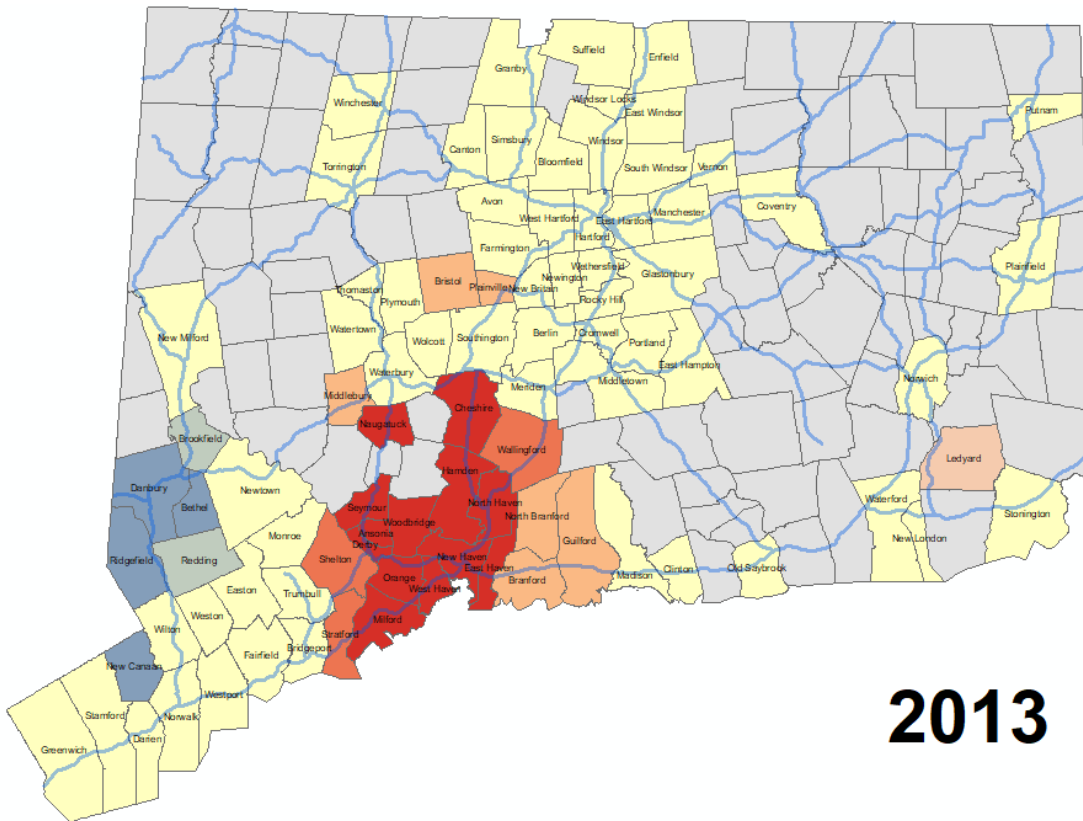 Suffield
Enfield
Granby
Windsor Locks
Winchester
East Windsor
Putnam
Simsbury
Windsor
Canton
Bloomfield
Torrington
South Windsor
Vernon
Avon
Coventry
West Hartford
East Hartford
Manchester
Hartford
Farmington
Wethersfield
Plainfield
Glastonbury
Newington
Bristol
Plainville
New Britain
Thomaston
Plymouth
Rocky Hill
Watertown
Berlin
Cromwell
New Milford
Wolcott
Southington
Portland
East Hampton
Waterbury
Middletown
Norwich
Meriden
Middlebury
Cheshire
Naugatuck
Brookfield
Wallingford
Ledyard
Hamden
Danbury
Newtown
Waterford
North Haven
Bethel
Seymour
Stonington
North Branford
Woodbridge
Ansonia
Monroe
New London
Guilford
Derby
New Haven
Ridgefield
Redding
Shelton
East Haven
Madison
Clinton
Old Saybrook
Orange
Branford
West Haven
Easton
Trumbull
Weston
Milford
Wilton
Stratford
Bridgeport
Fairfield
New Canaan
Westport
Stamford
Norwalk
Darien
Greenwich
2013